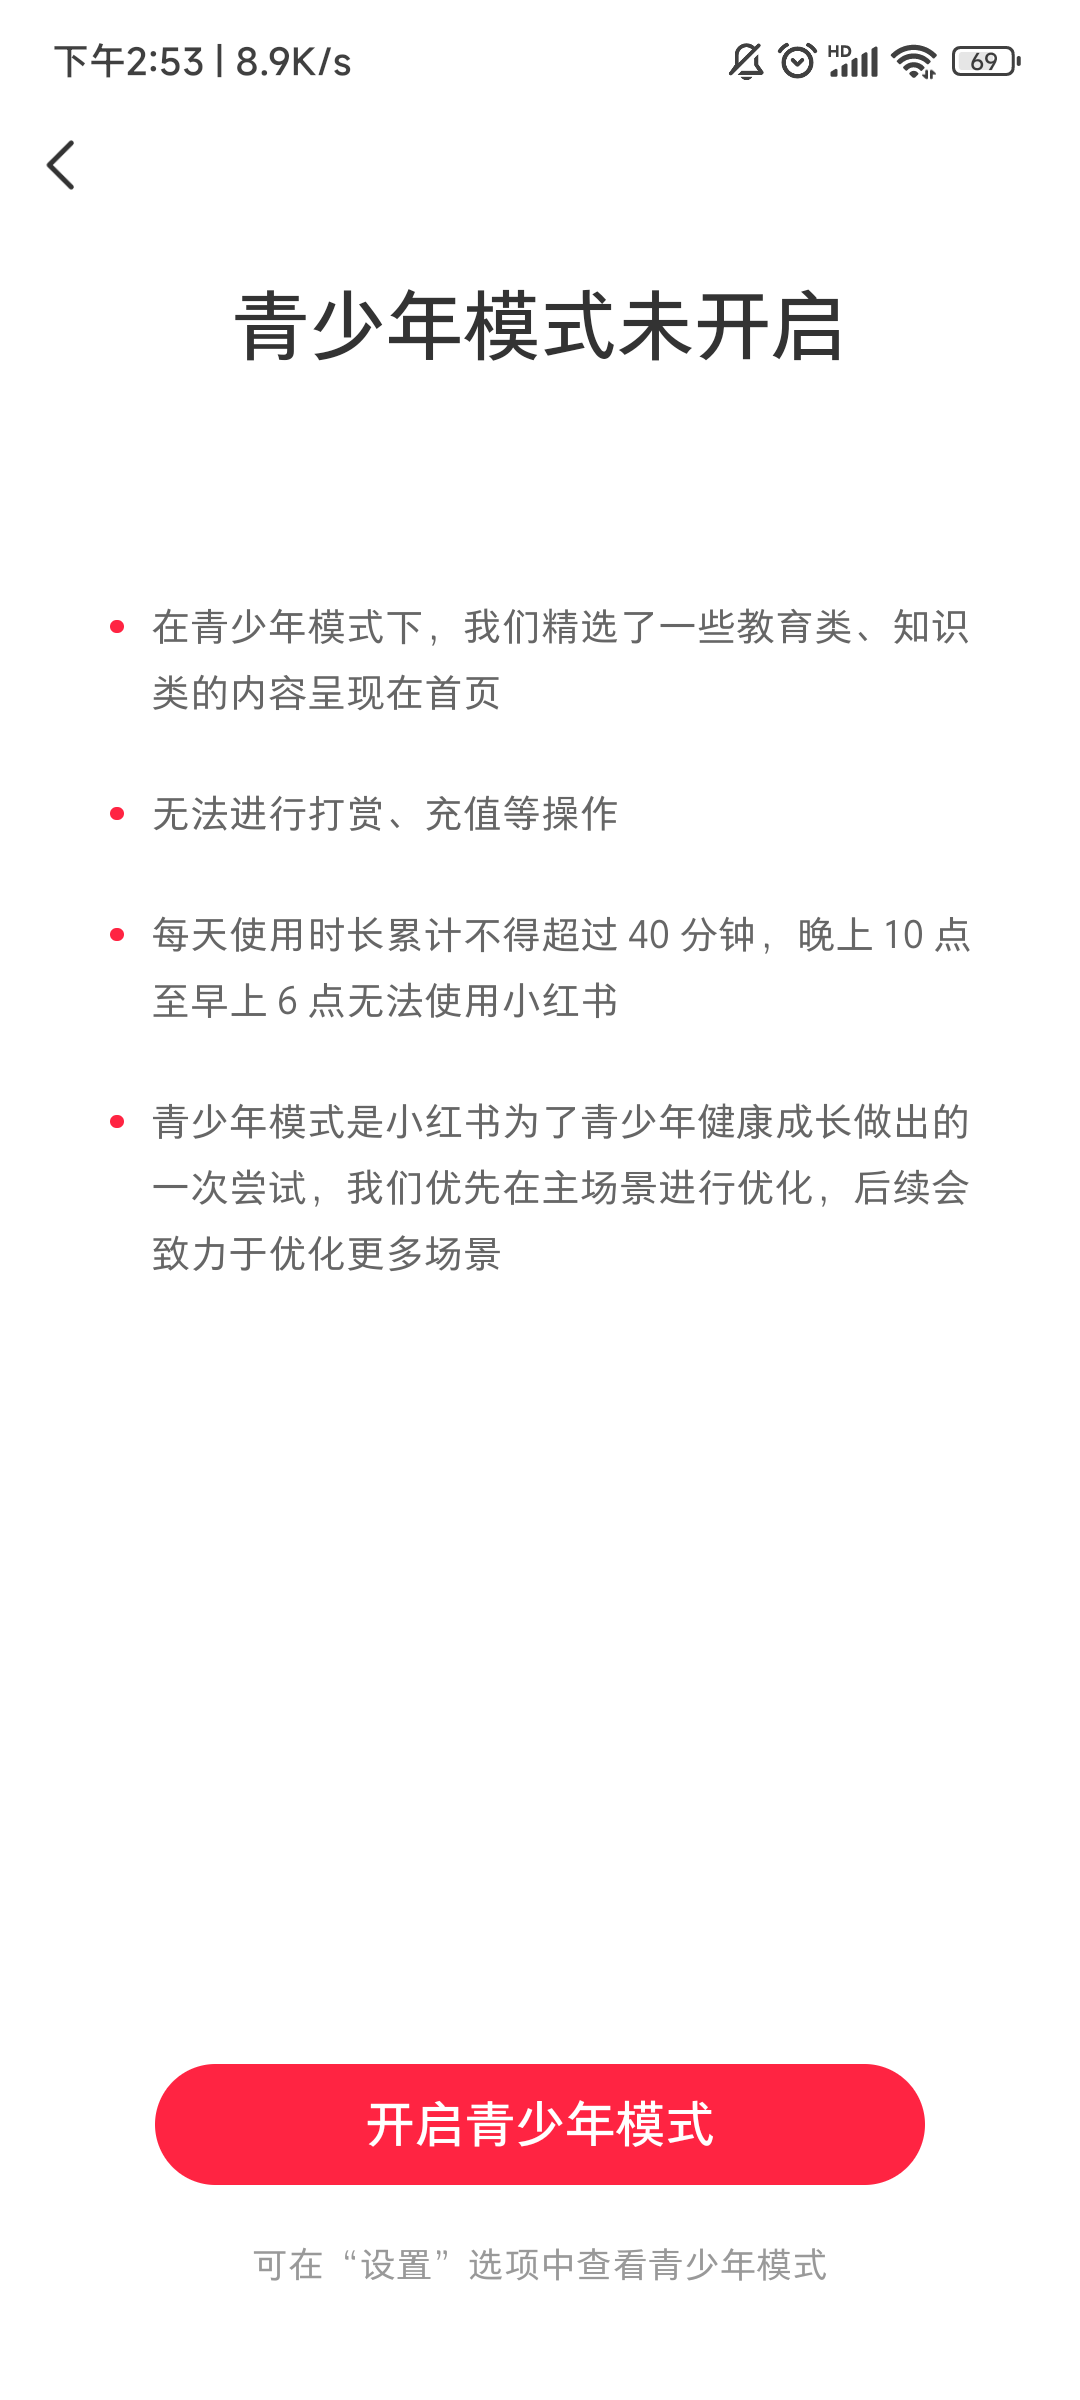 下午2:53 | 8.9K/s
HD
69
青少年模式未开启
在青少年模式下，我们精选了一些教育类、知识
类的内容呈现在首页
无法进行打赏、充值等操作
每天使用时长累计不得超过 40 分钟，晚上 10 点
至早上 6 点无法使用小红书
青少年模式是小红书为了青少年健康成长做出的
一次尝试，我们优先在主场景进行优化，后续会
致力于优化更多场景
开启青少年模式
可在“设置”选项中查看青少年模式